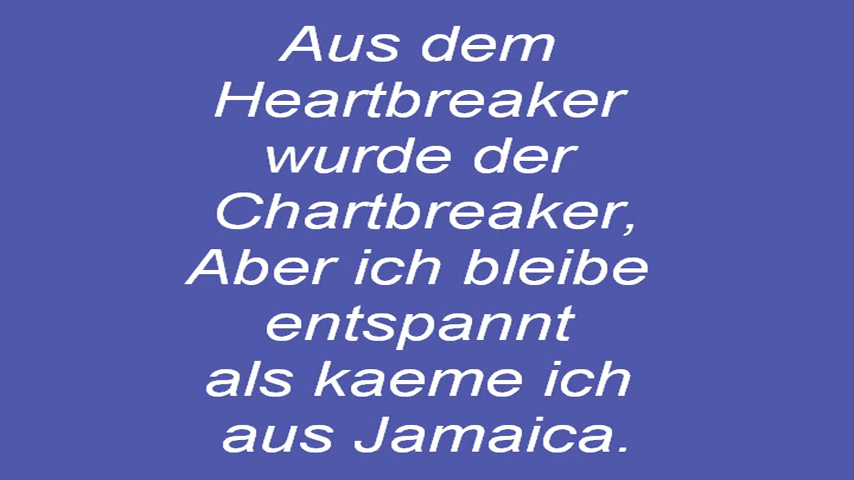 Aus dem
Heartbreaker
wurde der
Chartbreaker,
Aber ich bleibe
entspannt
als kaeme ich
aus Jamaica.